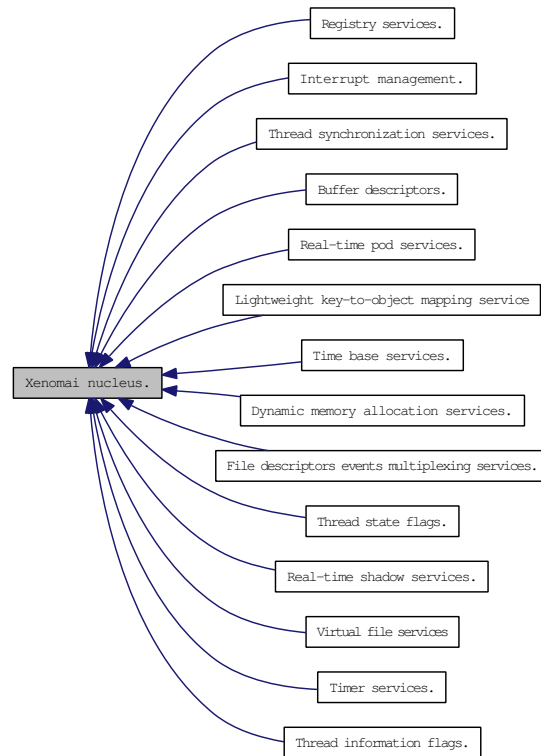 Registry services.
Interrupt management.
Thread synchronization services.
Buffer descriptors.
Real-time pod services.
Lightweight key-to-object mapping service
Time base services.
Xenomai nucleus.
Dynamic memory allocation services.
File descriptors events multiplexing services.
Thread state flags.
Real-time shadow services.
Virtual file services
Timer services.
Thread information flags.